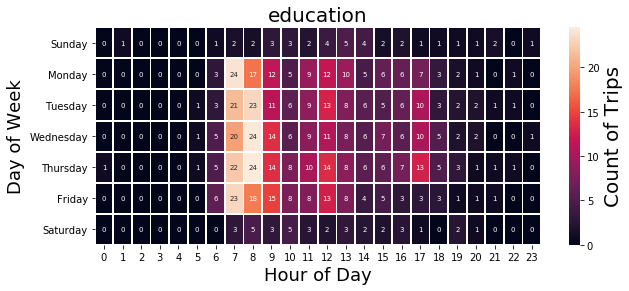 education
Sunday 0 1 0 0 0 0 1 2 2 3 3 2 4 5 4 2 2 1 1 1 1 2 0 1
Monday 0 0 0 0 0 0 3 24 17 12 5 9 12 10 5 6 6 7 3 2 1 0 1 0
Tuesday 0 0 0 0 0 1 3 21 23 11 6 9 13 8 6 5 6 10 3 2 2 1 1 0
Wednesday 0 0 0 0 0 1 5 20 24 14 6 9 11 8 6 7 6 10 5 2 2 0 0 1
Thursday 1 0 0 0 0 1 5 22 24 14 8 10 14 8 6 6 7 13 5 3 1 1 1 0
Friday 0 0 0 0 0 0 6 23 18 15 8 8 13 8 4 5 3 3 3 1 1 1 0 0
Saturday 0 0 0 0 0 0 0 3 5 3 5 3 2 3 2 2 3 1 0 2 1 0 0 0
0 1 2 3 4 5 6 7 8 9 10 11 12 13 14 15 16 17 18 19 20 21 22 23
Hour of Day
Day of Week
20
15
10
5
0
Count of Trips